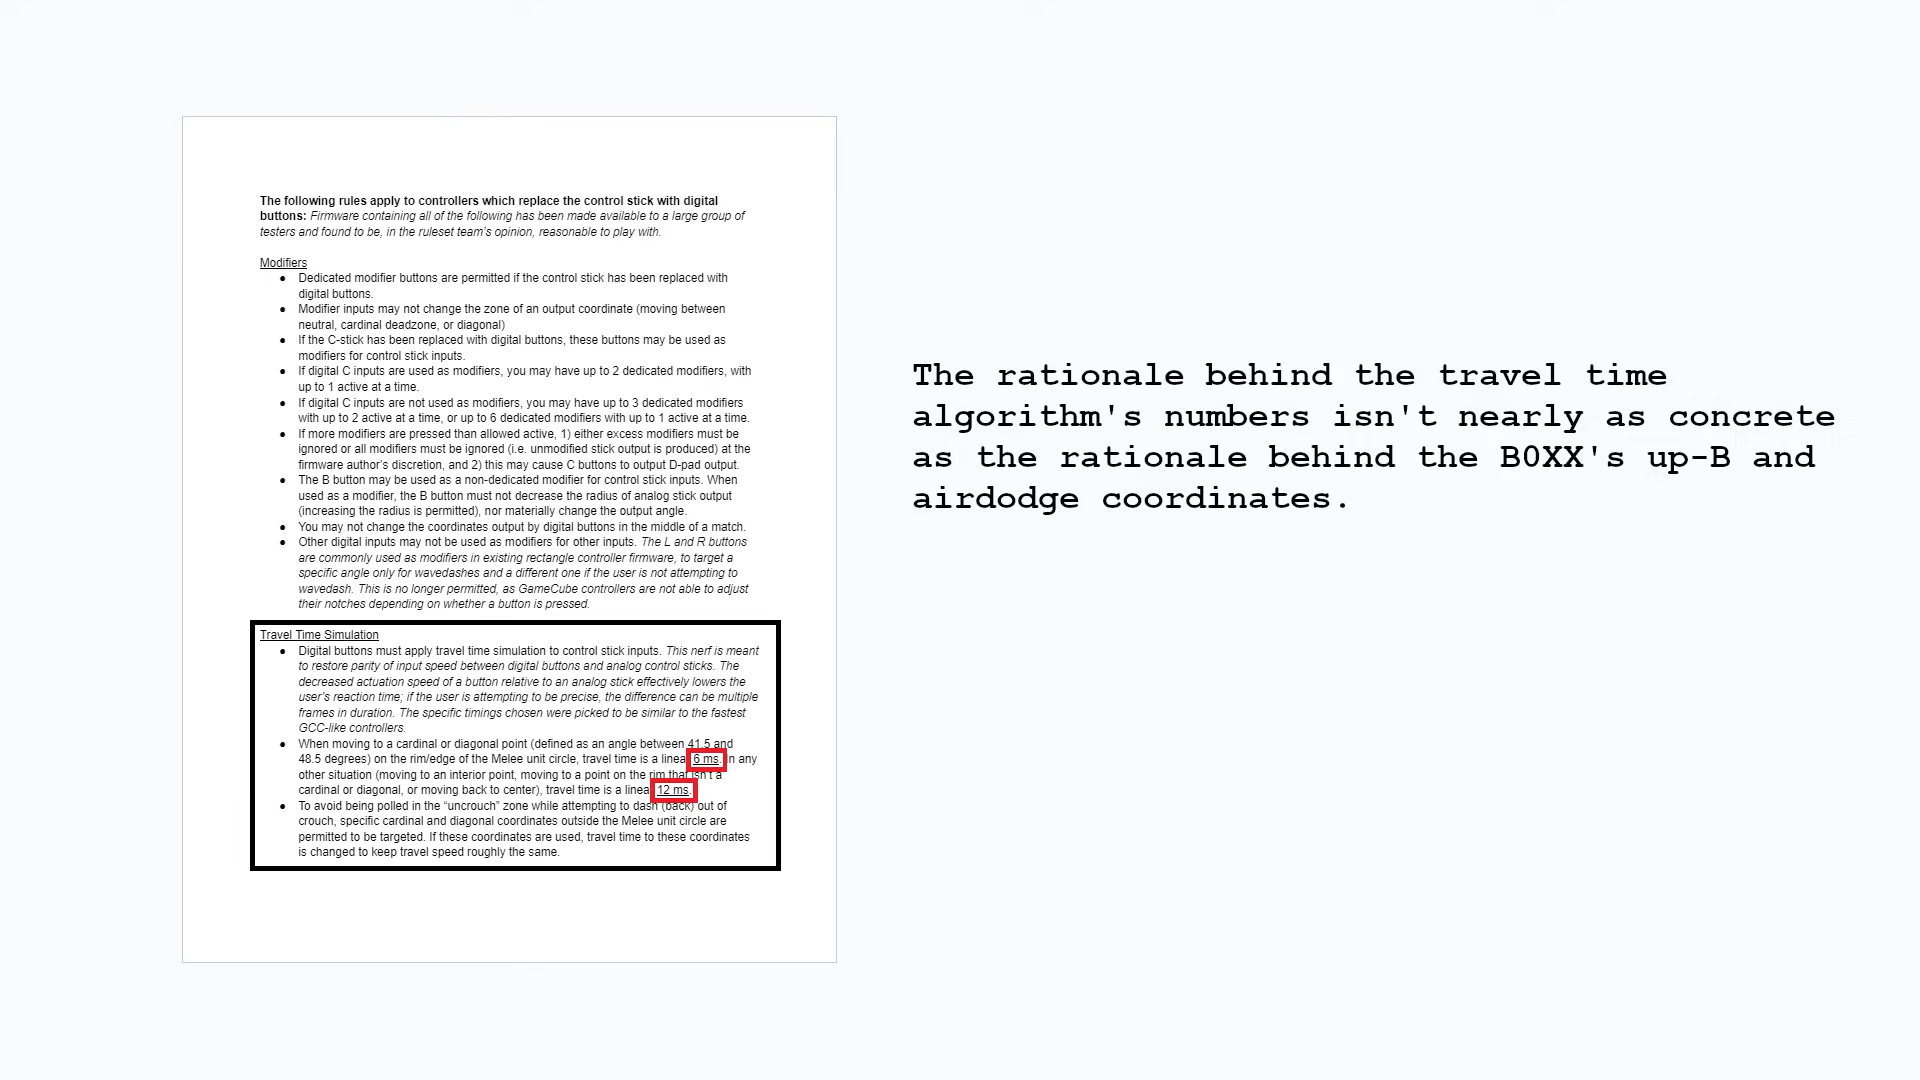 The following rules apply to controllers which replace the control stick with digital
buttons: Firmware containing all of the following has been made available to a large group of
testers and found to be, in the ruleset team's opinion, reasonable to play with.
Modifiers
● Dedicated modifier buttons are permitted if the control stick has been replaced with
digital buttons.
● Modifier inputs may not change the zone of an output coordinate (moving between
neutral, cardinal deadzone, or diagonal)
● If the C-stick has been replaced with digital buttons, these buttons may be used as
modifiers for control stick inputs.
● If digital C inputs are used as modifiers, you may have up to 2 dedicated modifiers, with
up to 1 active at a time.
● If digital C inputs are not used as modifiers, you may have up to 3 dedicated modifiers
with up to 2 active at a time, or up to 6 dedicated modifiers with up to 1 active at a time.
● If more modifiers are pressed than allowed active, 1) either excess modifiers must be
ignored or all modifiers must be ignored (i.e. unmodified stick output is produced) at the
firmware author's discretion, and 2) this may cause C buttons to output D-pad output.
● The B button may be used as a non-dedicated modifier for control stick inputs. When
used as a modifier, the B button must not decrease the radius of analog stick output
(increasing the radius is permitted), nor materially change the output angle.
● You may not change the coordinates output by digital buttons in the middle of a match.
● Other digital inputs may not be used as modifiers for other inputs. The L and R buttons
are commonly used as modifiers in existing rectangle controller firmware, to target a
specific angle only for wavedashes and a different one if the user is not attempting to
wavedash. This is no longer permitted, as GameCube controllers are not able to adjust
their notches depending on whether a button is pressed.
Travel Time Simulation
● Digital buttons must apply travel time simulation to control stick inputs. This nerf is meant
to restore parity of input speed between digital buttons and analog control sticks. The
decreased actuation speed of a button relative to an analog stick effectively lowers the
user's reaction time; if the user is attempting to be precise, the difference can be multiple
frames in duration. The specific timings chosen were picked to be similar to the fastest
GCC-like controllers.
● When moving to a cardinal or diagonal point (defined as an angle between 41.5 and
48.5 degrees) on the rim/edge of the Melee unit circle, travel time is a linear 6 ms. In any
other situation (moving to an interior point, moving to a point on the rim that isn't a
cardinal or diagonal, or moving back to center), travel time is a linear 12 ms.
● To avoid being polled in the “uncrouch” zone while attempting to dash (back) out of
crouch, specific cardinal and diagonal coordinates outside the Melee unit circle are
permitted to be targeted. If these coordinates are used, travel time to these coordinates
is changed to keep travel speed roughly the same.
The rationale behind the travel time
algorithm's numbers isn't nearly as concrete
as the rationale behind the B0XX's up-B and
airdodge coordinates.